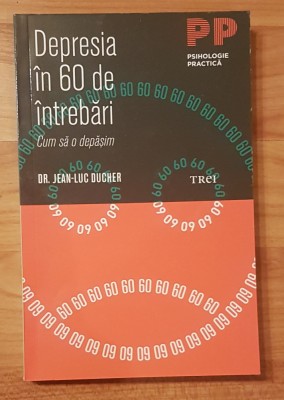 Depresia
în 60 de
întrebări
Cum să o depășim
DR. JEAN-LUC DUCHER
PP
PSIHOLOGIE
PRACTICĂ
TREI